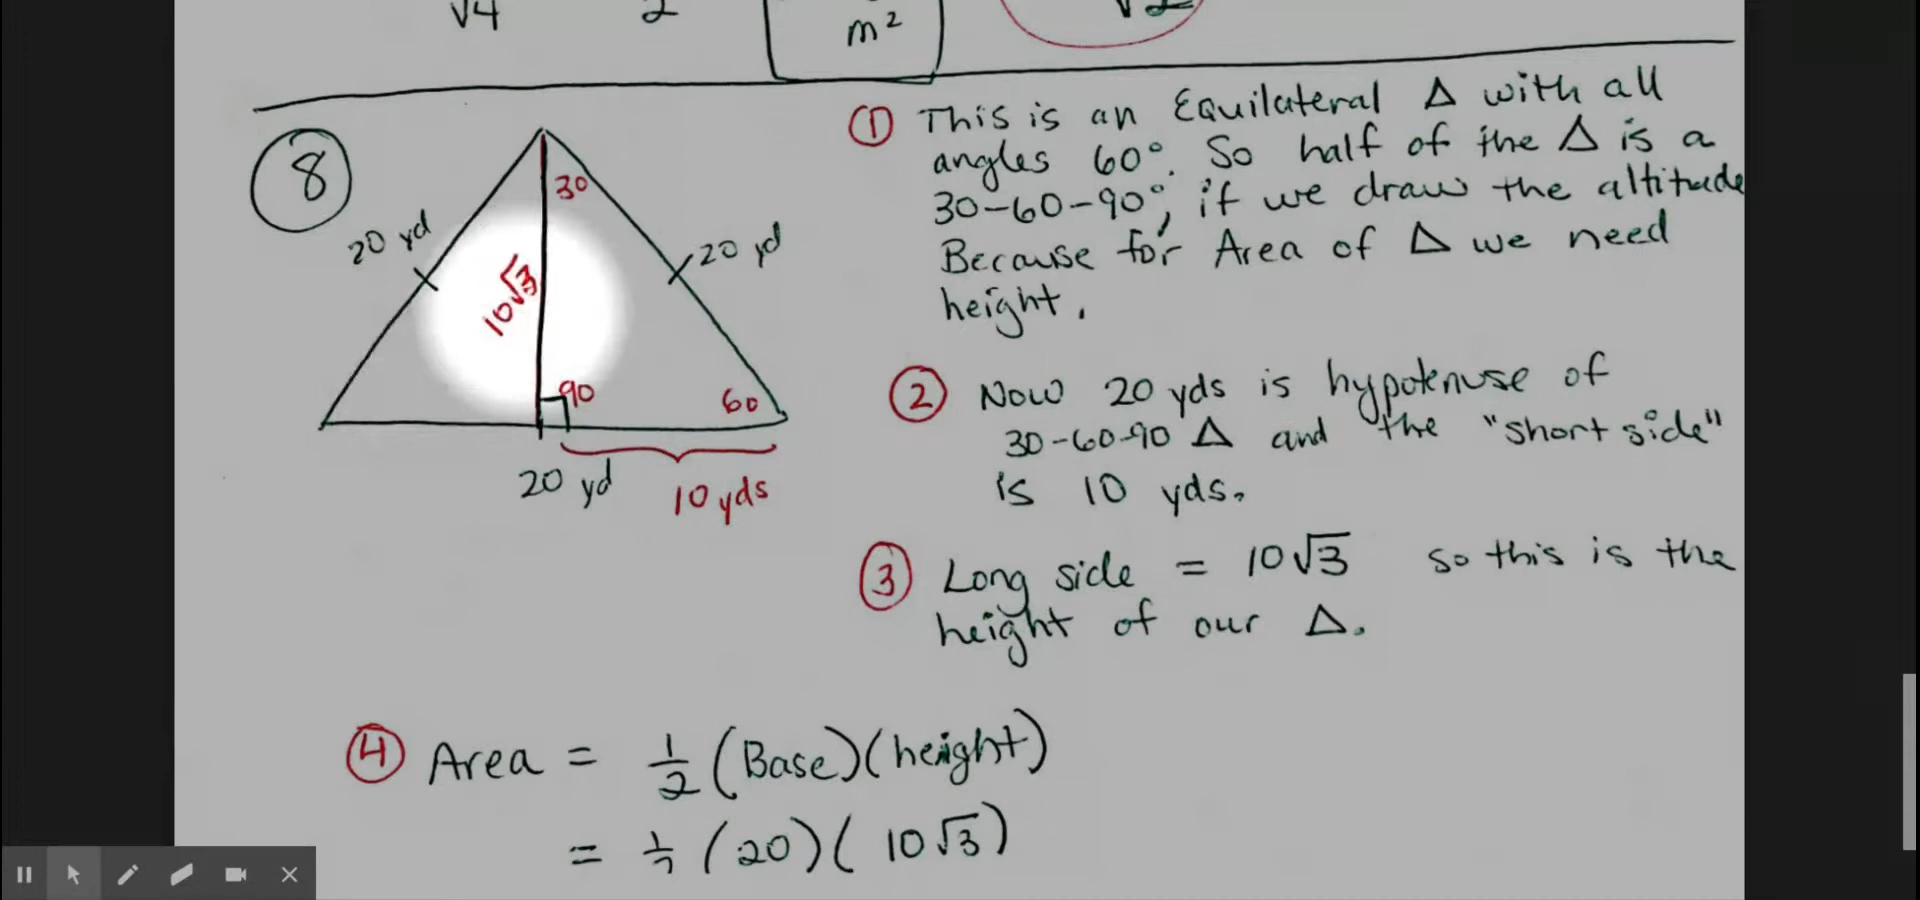 √4 2 m² √2
8
30
20 yd
20 yd
10√3
90
60
20 yd
10 yds
① This is an Equilateral Δ with all
angles 60°. So half of the Δ is a
30-60-90°, if we draw the altitude
Because for Area of Δ we need
height.
② Now 20 yds is hypotenuse of
30-60-90 Δ and the "short side"
is 10 yds.
③ Long side = 10√3 so this is the
height of our Δ.
④ Area = 1/2 (Base)(height)
= 1/2 (20)(10√3)